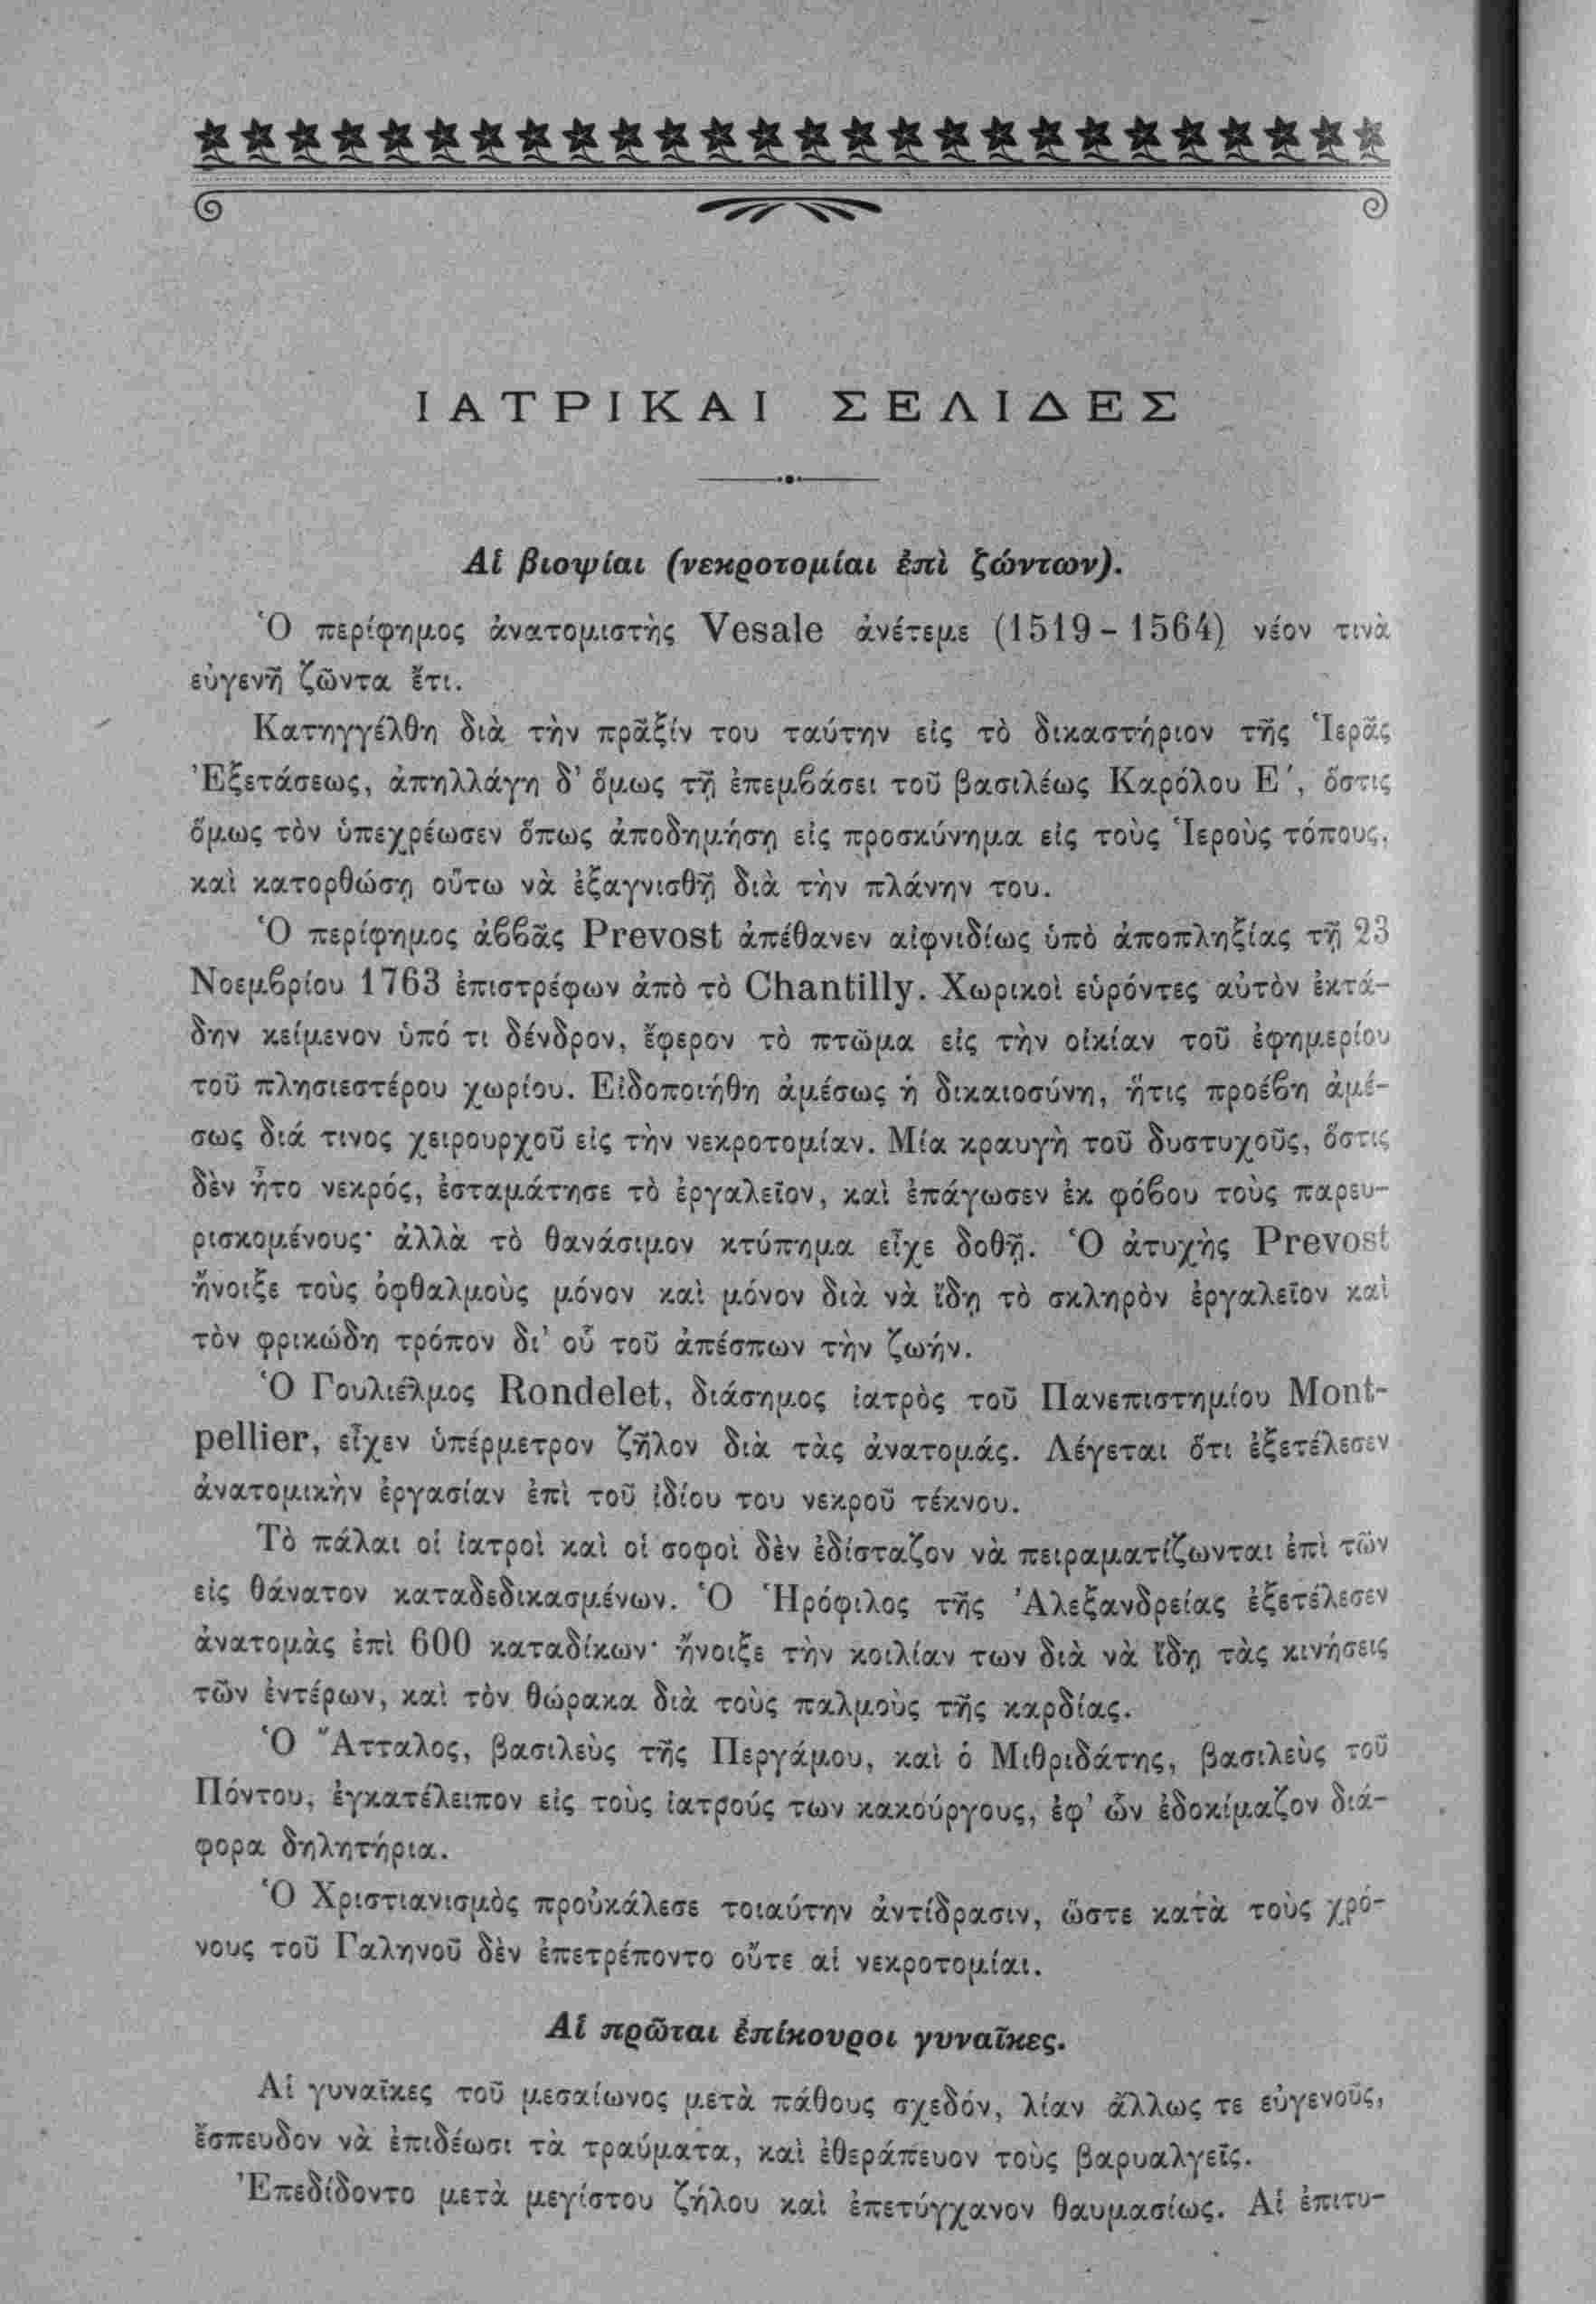 ΙΑΤΡΙΚΑΙ ΣΕΛΙΔΕΣ
Αἱ βιοψίαι (νεκροτομίαι ἐπὶ ζώντων).
Ὁ περίφημος ἀνατομιστὴς Vesale ἀνέτεμε (1519-1564) νέον τινὰ
εὐγενῆ ζῶντα ἔτι.
Κατηγγέλθη διὰ τὴν πρᾶξίν του ταύτην εἰς τὸ δικαστήριον τῆς Ἱερᾶς
Ἐξετάσεως, ἀπηλλάγη δ' ὅμως τῇ ἐπεμβάσει τοῦ βασιλέως Καρόλου Ε΄, ὅστις
ὅμως τὸν ὑπεχρέωσεν ὅπως ἀποδημήσῃ εἰς προσκύνημα εἰς τοὺς Ἱεροὺς τόπους,
καὶ κατορθώσῃ οὕτω νὰ ἐξαγνισθῇ διὰ τὴν πλάνην του.
Ὁ περίφημος ἀββᾶς Prevost ἀπέθανεν αἰφνιδίως ὑπὸ ἀποπληξίας τῇ 23
Νοεμβρίου 1763 ἐπιστρέφων ἀπὸ τὸ Chantilly. Χωρικοὶ εὑρόντες αὐτὸν ἐκτά-
δην κείμενον ὑπό τι δένδρον, ἔφερον τὸ πτῶμα εἰς τὴν οἰκίαν τοῦ ἐφημερίου
τοῦ πλησιεστέρου χωρίου. Εἰδοποιήθη ἀμέσως ἡ δικαιοσύνη, ἥτις προέβη ἀμέ-
σως διά τινος χειρουργοῦ εἰς τὴν νεκροτομίαν. Μία κραυγὴ τοῦ δυστυχοῦς, ὅστις
δὲν ἦτο νεκρός, ἐσταμάτησε τὸ ἐργαλεῖον, καὶ ἐπάγωσεν ἐκ φόβου τοὺς παρευ-
ρισκομένους· ἀλλὰ τὸ θανάσιμον κτύπημα εἶχε δοθῇ. Ὁ ἀτυχὴς Prevost
ἤνοιξε τοὺς ὀφθαλμοὺς μόνον καὶ μόνον διὰ νὰ ἴδῃ τὸ σκληρὸν ἐργαλεῖον καὶ
τὸν φρικώδη τρόπον δι' οὗ τοῦ ἀπέσπων τὴν ζωήν.
Ὁ Γουλιέλμος Rondelet, διάσημος ἰατρὸς τοῦ Πανεπιστημίου Mont-
pellier, εἶχεν ὑπέρμετρον ζῆλον διὰ τὰς ἀνατομάς. Λέγεται ὅτι ἐξετέλεσεν
ἀνατομικὴν ἐργασίαν ἐπὶ τοῦ ἰδίου του νεκροῦ τέκνου.
Τὸ πάλαι οἱ ἰατροὶ καὶ οἱ σοφοὶ δὲν ἐδίσταζον νὰ πειραματίζωνται ἐπὶ τῶν
εἰς θάνατον καταδεδικασμένων. Ὁ Ἡρόφιλος τῆς Ἀλεξανδρείας ἐξετέλεσεν
ἀνατομὰς ἐπὶ 600 καταδίκων· ἤνοιξε τὴν κοιλίαν των διὰ νὰ ἴδῃ τὰς κινήσεις
τῶν ἐντέρων, καὶ τὸν θώρακα διὰ τοὺς παλμοὺς τῆς καρδίας.
Ὁ Ἄτταλος, βασιλεὺς τῆς Περγάμου, καὶ ὁ Μιθριδάτης, βασιλεὺς τοῦ
Πόντου, ἐγκατέλειπον εἰς τοὺς ἰατρούς των κακούργους, ἐφ' ὧν ἐδοκίμαζον διά-
φορα δηλητήρια.
Ὁ Χριστιανισμὸς προὐκάλεσε τοιαύτην ἀντίδρασιν, ὥστε κατὰ τοὺς χρό-
νους τοῦ Γαληνοῦ δὲν ἐπετρέποντο οὔτε αἱ νεκροτομίαι.
Αἱ πρῶται ἐπίκουροι γυναῖκες.
Αἱ γυναῖκες τοῦ μεσαίωνος μετὰ πάθους σχεδόν, λίαν ἄλλως τε εὐγενοῦς,
ἔσπευδον νὰ ἐπιδέωσι τὰ τραύματα, καὶ ἐθεράπευον τοὺς βαρυαλγεῖς.
Ἐπεδίδοντο μετὰ μεγίστου ζήλου καὶ ἐπετύγχανον θαυμασίως. Αἱ ἐπιτυ-